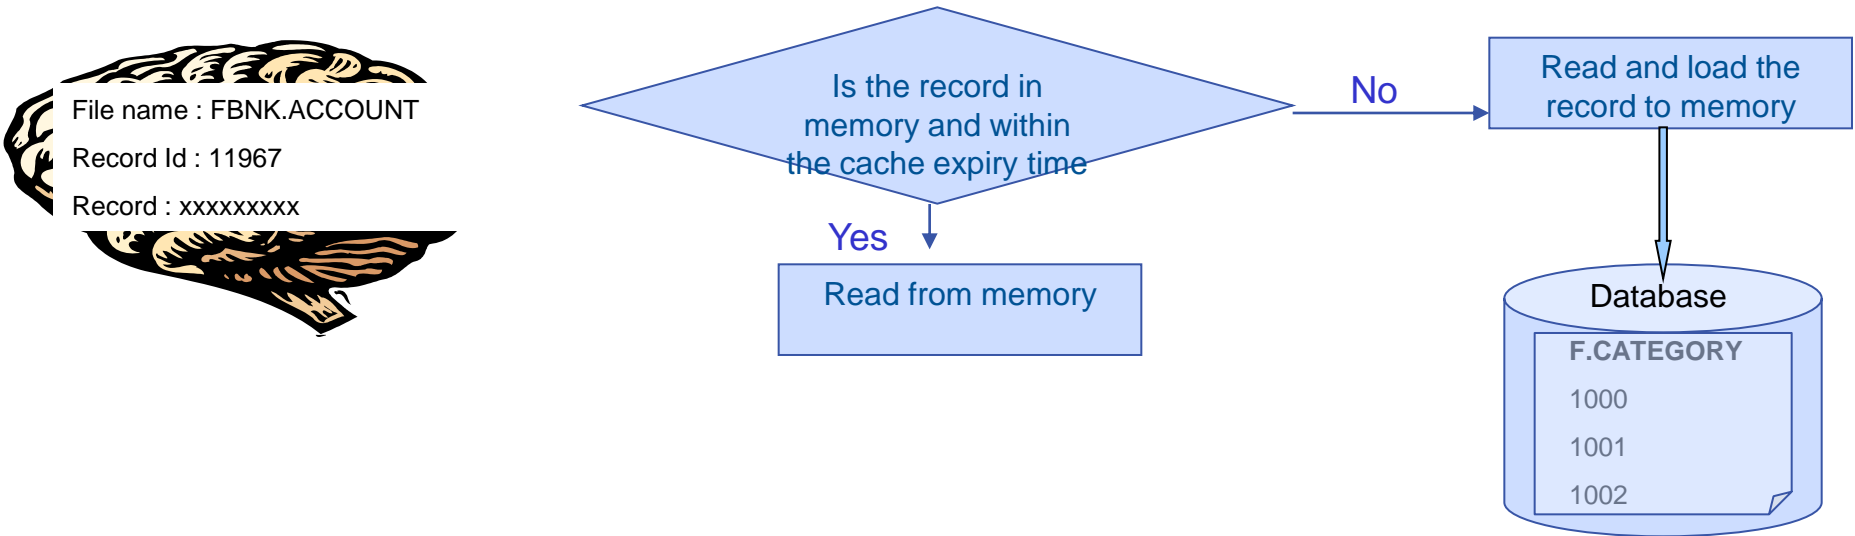 File name : FBNK.ACCOUNT
Record Id : 11967
Record : xxxxxxxxx
Is the record in
memory and within
the cache expiry time
No
Read and load the
record to memory
Yes
Read from memory
Database
F.CATEGORY
1000
1001
1002